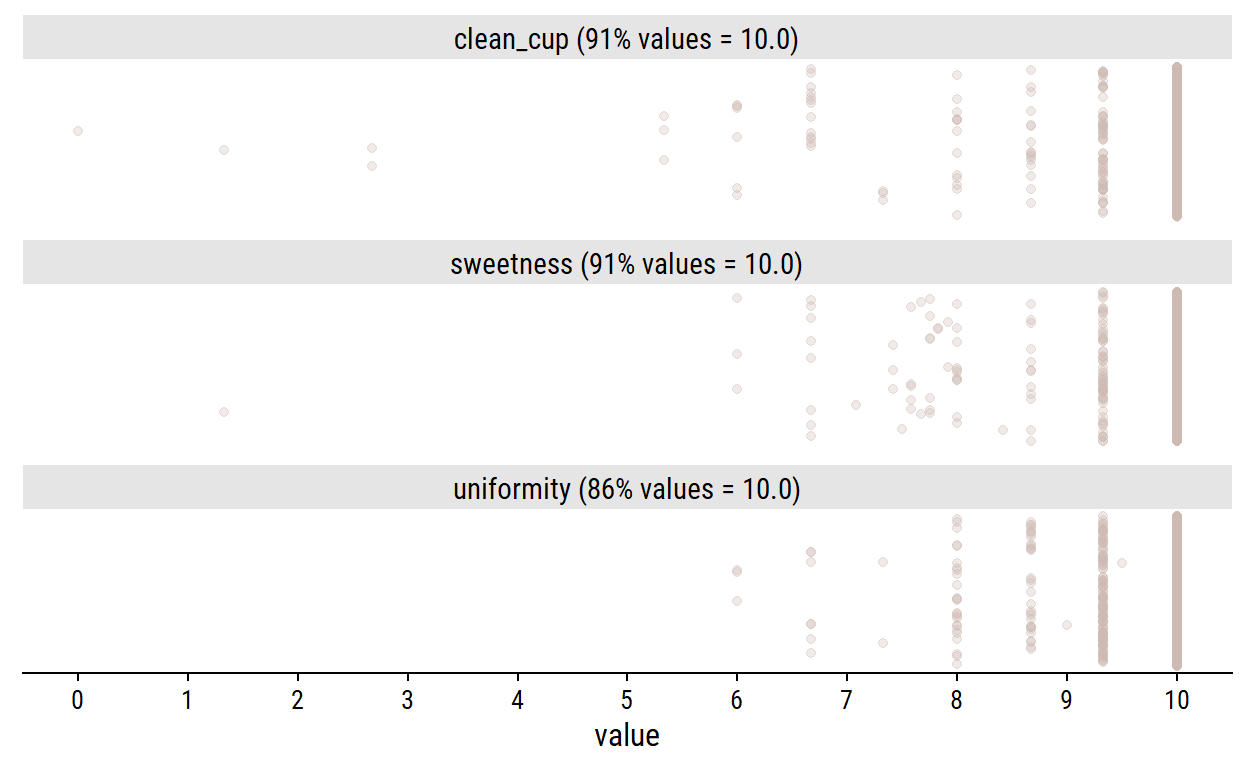 clean_cup (91% values = 10.0)
sweetness (91% values = 10.0)
uniformity (86% values = 10.0)
0 1 2 3 4 5 6 7 8 9 10
value